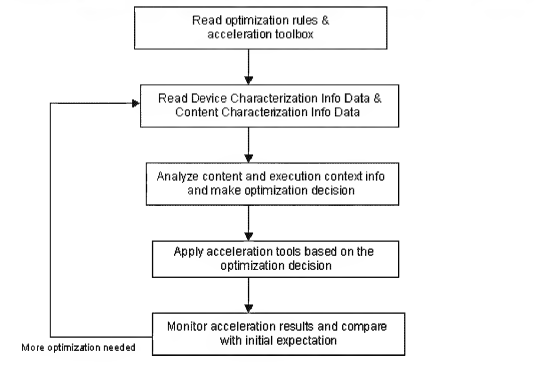 Read optimization rules &
acceleration toolbox
Read Device Characterization Info Data &
Content Characterization Info Data
Analyze content and execution context info
and make optimization decision
Apply acceleration tools based on the
optimization decision
Monitor acceleration results and compare
with initial expectation
More optimization needed